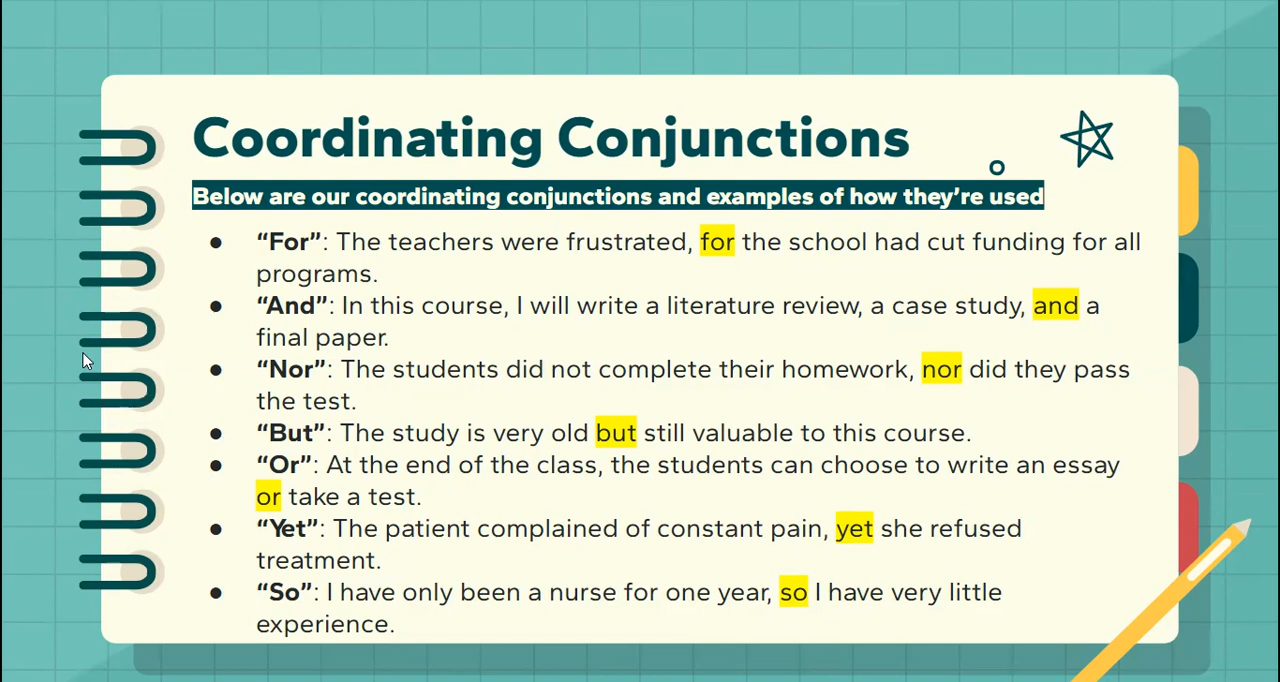 Coordinating Conjunctions
Below are our coordinating conjunctions and examples of how they’re used
● “For”: The teachers were frustrated, for the school had cut funding for all
programs.
● “And”: In this course, I will write a literature review, a case study, and a
final paper.
● “Nor”: The students did not complete their homework, nor did they pass
the test.
● “But”: The study is very old but still valuable to this course.
● “Or”: At the end of the class, the students can choose to write an essay
or take a test.
● “Yet”: The patient complained of constant pain, yet she refused
treatment.
● “So”: I have only been a nurse for one year, so I have very little
experience.